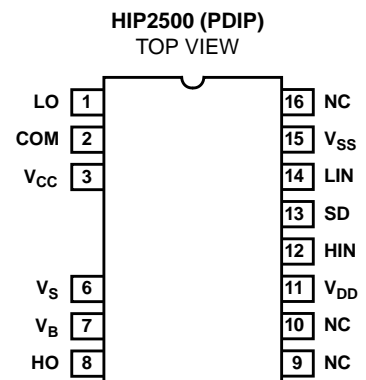 HIP2500 (PDIP)
TOP VIEW
LO 1 16 NC
COM 2 15 VSS
VCC 3 14 LIN
13 SD
12 HIN
VS 6 11 VDD
VB 7 10 NC
HO 8 9 NC